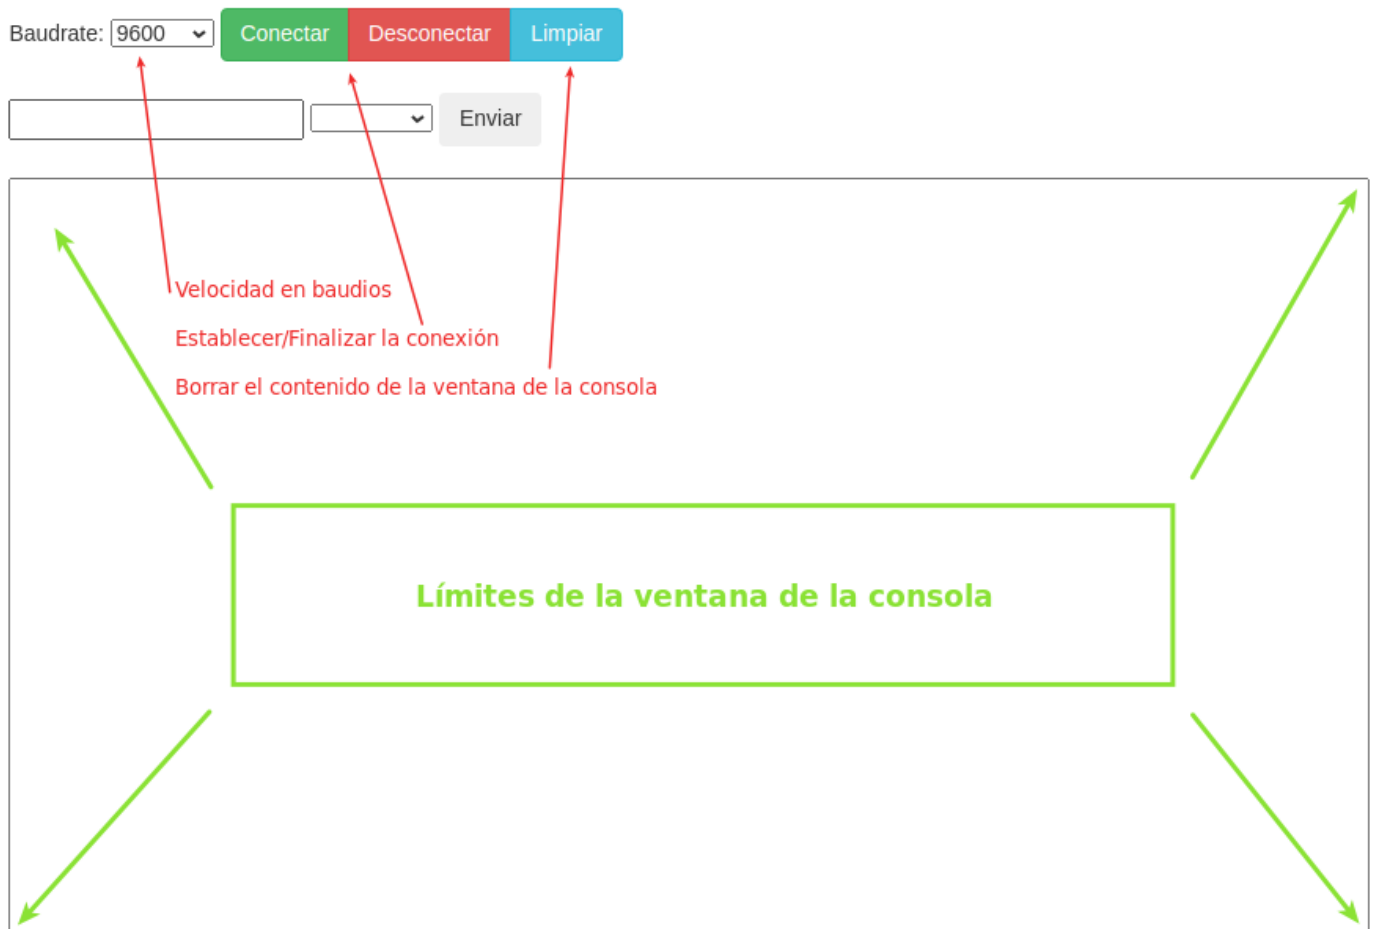 Baudrate: 9600 Conectar Desconectar Limpiar
Enviar
Velocidad en baudios
Establecer/Finalizar la conexión
Borrar el contenido de la ventana de la consola
Límites de la ventana de la consola